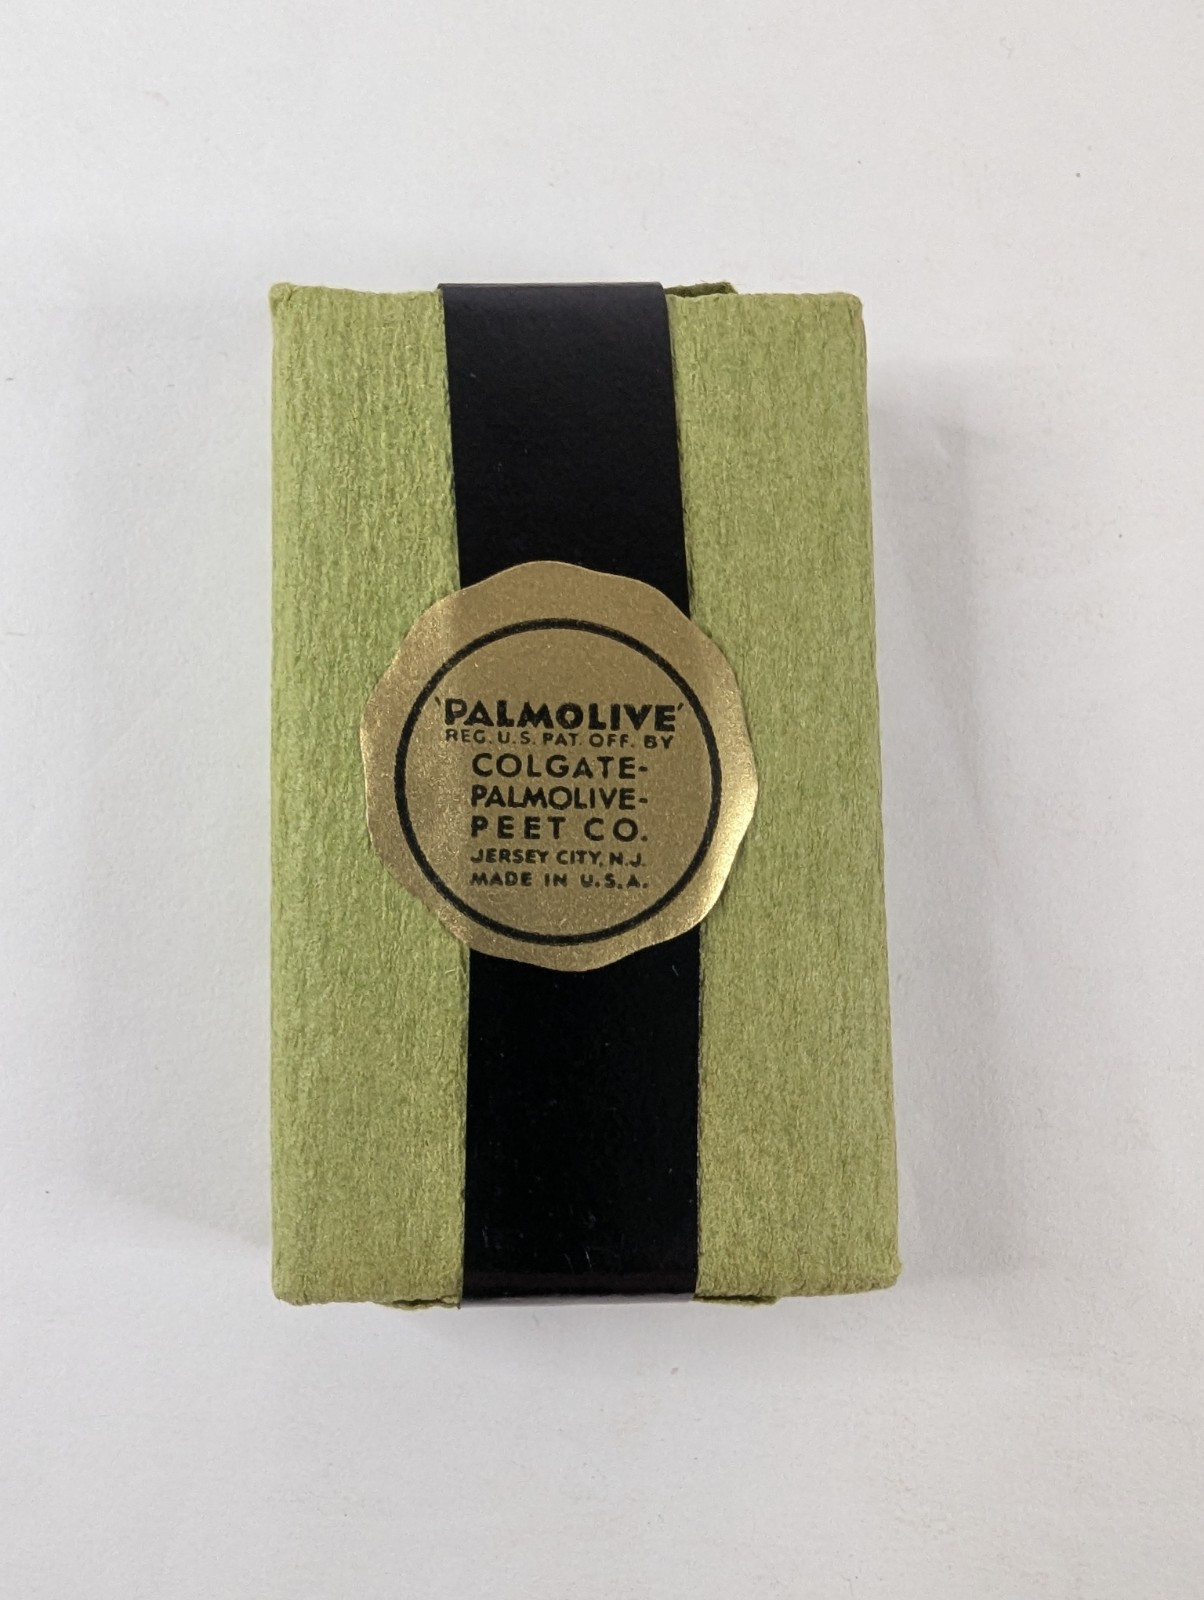 'PALMOLIVE'
REG. U.S. PAT. OFF. BY
COLGATE-
PALMOLIVE-
PEET CO.
JERSEY CITY, N.J.
MADE IN U.S.A.